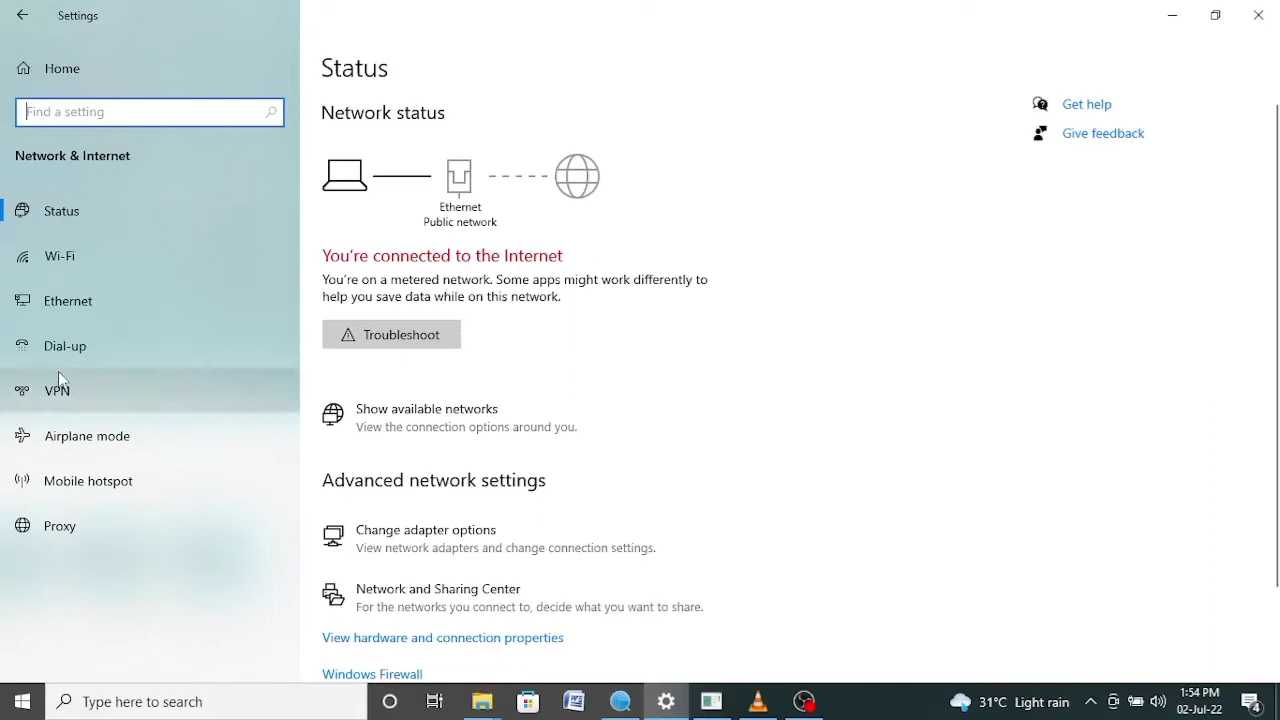 Settings
Home
Find a setting
Network & Internet
Status
Wi-Fi
Ethernet
Dial-up
VPN
Airplane mode
Mobile hotspot
Proxy
Status
Network status
Ethernet
Public network
You're connected to the Internet
You're on a metered network. Some apps might work differently to
help you save data while on this network.
Troubleshoot
Show available networks
View the connection options around you.
Advanced network settings
Change adapter options
View network adapters and change connection settings.
Network and Sharing Center
For the networks you connect to, decide what you want to share.
View hardware and connection properties
Windows Firewall
Get help
Give feedback
Type here to search
31°C Light rain
1:54 PM
02-Jul-22
4